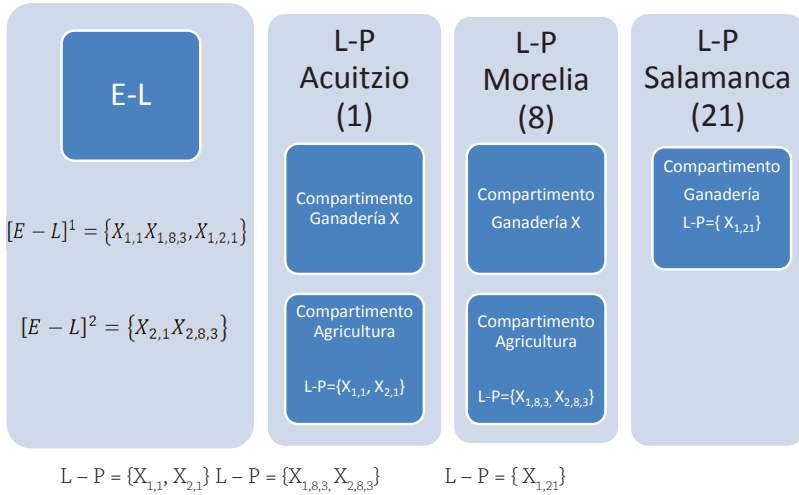 E-L
[E − L]¹ = {X₁,₁X₁,₈,₃,X₁,₂,₁}
[E − L]² = {X₂,₁X₂,₈,₃}
L-P
Acuitzio
(1)
Compartimento
Ganadería X
Compartimento
Agricultura
L-P={X₁,₁, X₂,₁}
L-P
Morelia
(8)
Compartimento
Ganadería X
Compartimento
Agricultura
L-P={X₁,₈,₃, X₂,₈,₃}
L-P
Salamanca
(21)
Compartimento
Ganadería
L-P={ X₁,₂₁}
L – P = {X₁,₁, X₂,₁} L – P = {X₁,₈,₃, X₂,₈,₃} L – P = { X₁,₂₁}